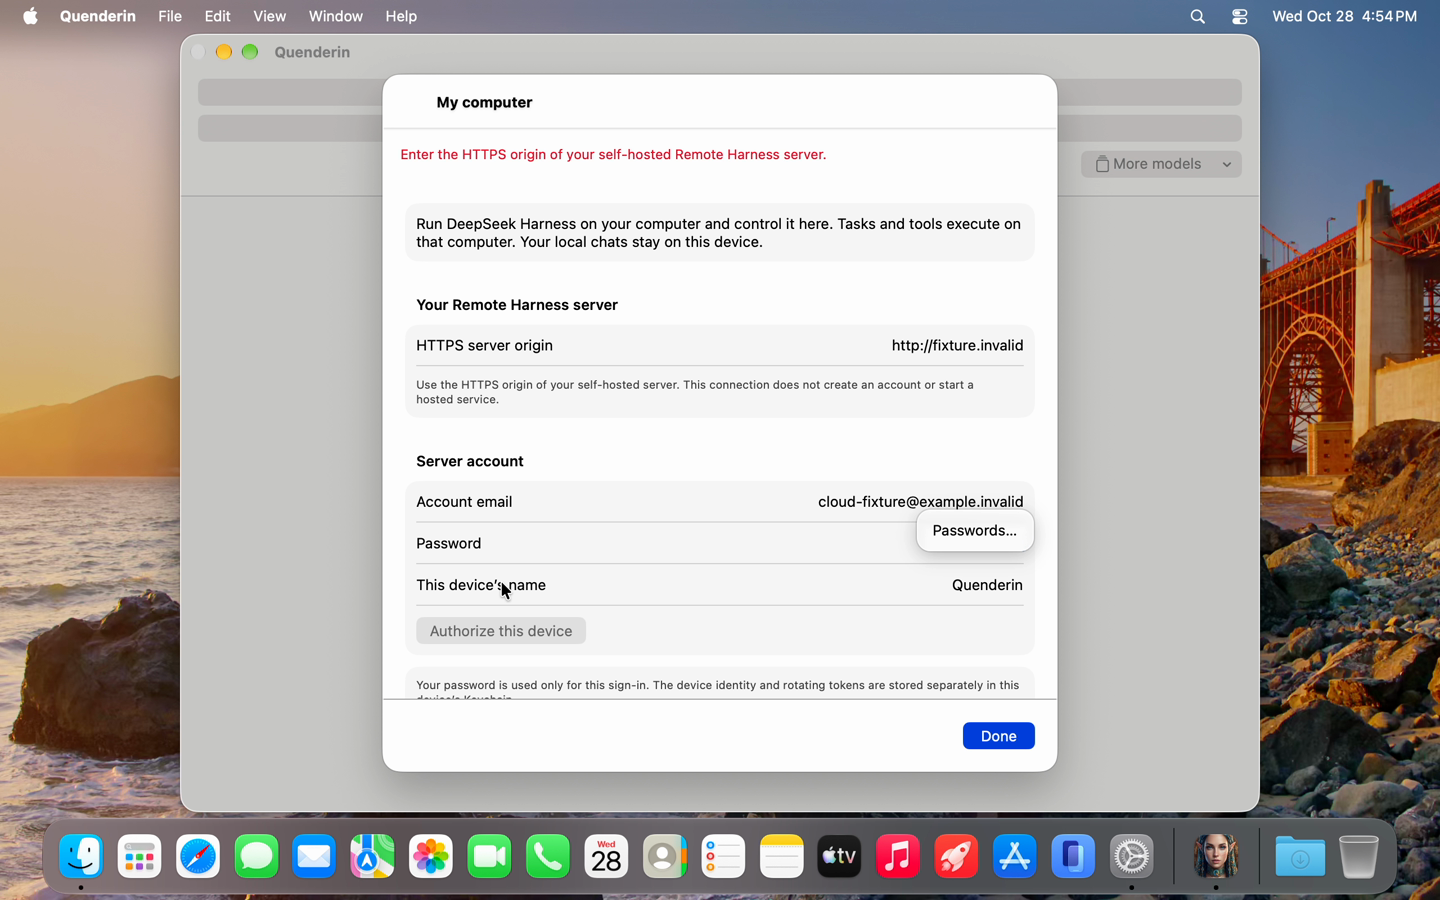 Quenderin File Edit View Window Help Wed Oct 28 4:54 PM
Quenderin
My computer
Enter the HTTPS origin of your self-hosted Remote Harness server.
More models
Run DeepSeek Harness on your computer and control it here. Tasks and tools execute on
that computer. Your local chats stay on this device.
Your Remote Harness server
HTTPS server origin http://fixture.invalid
Use the HTTPS origin of your self-hosted server. This connection does not create an account or start a
hosted service.
Server account
Account email cloud-fixture@example.invalid
Passwords...
Password
This device's name Quenderin
Authorize this device
Your password is used only for this sign-in. The device identity and rotating tokens are stored separately in this
device's Keychain.
Done
Wed
28
tv